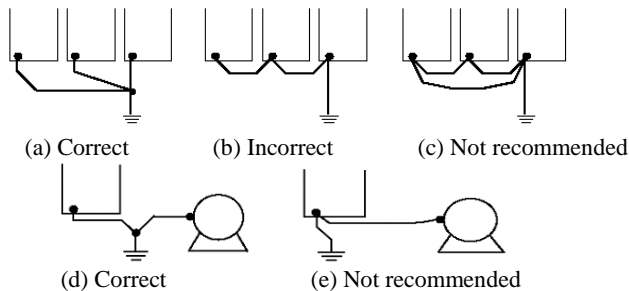 (a) Correct
(b) Incorrect
(c) Not recommended
(d) Correct
(e) Not recommended